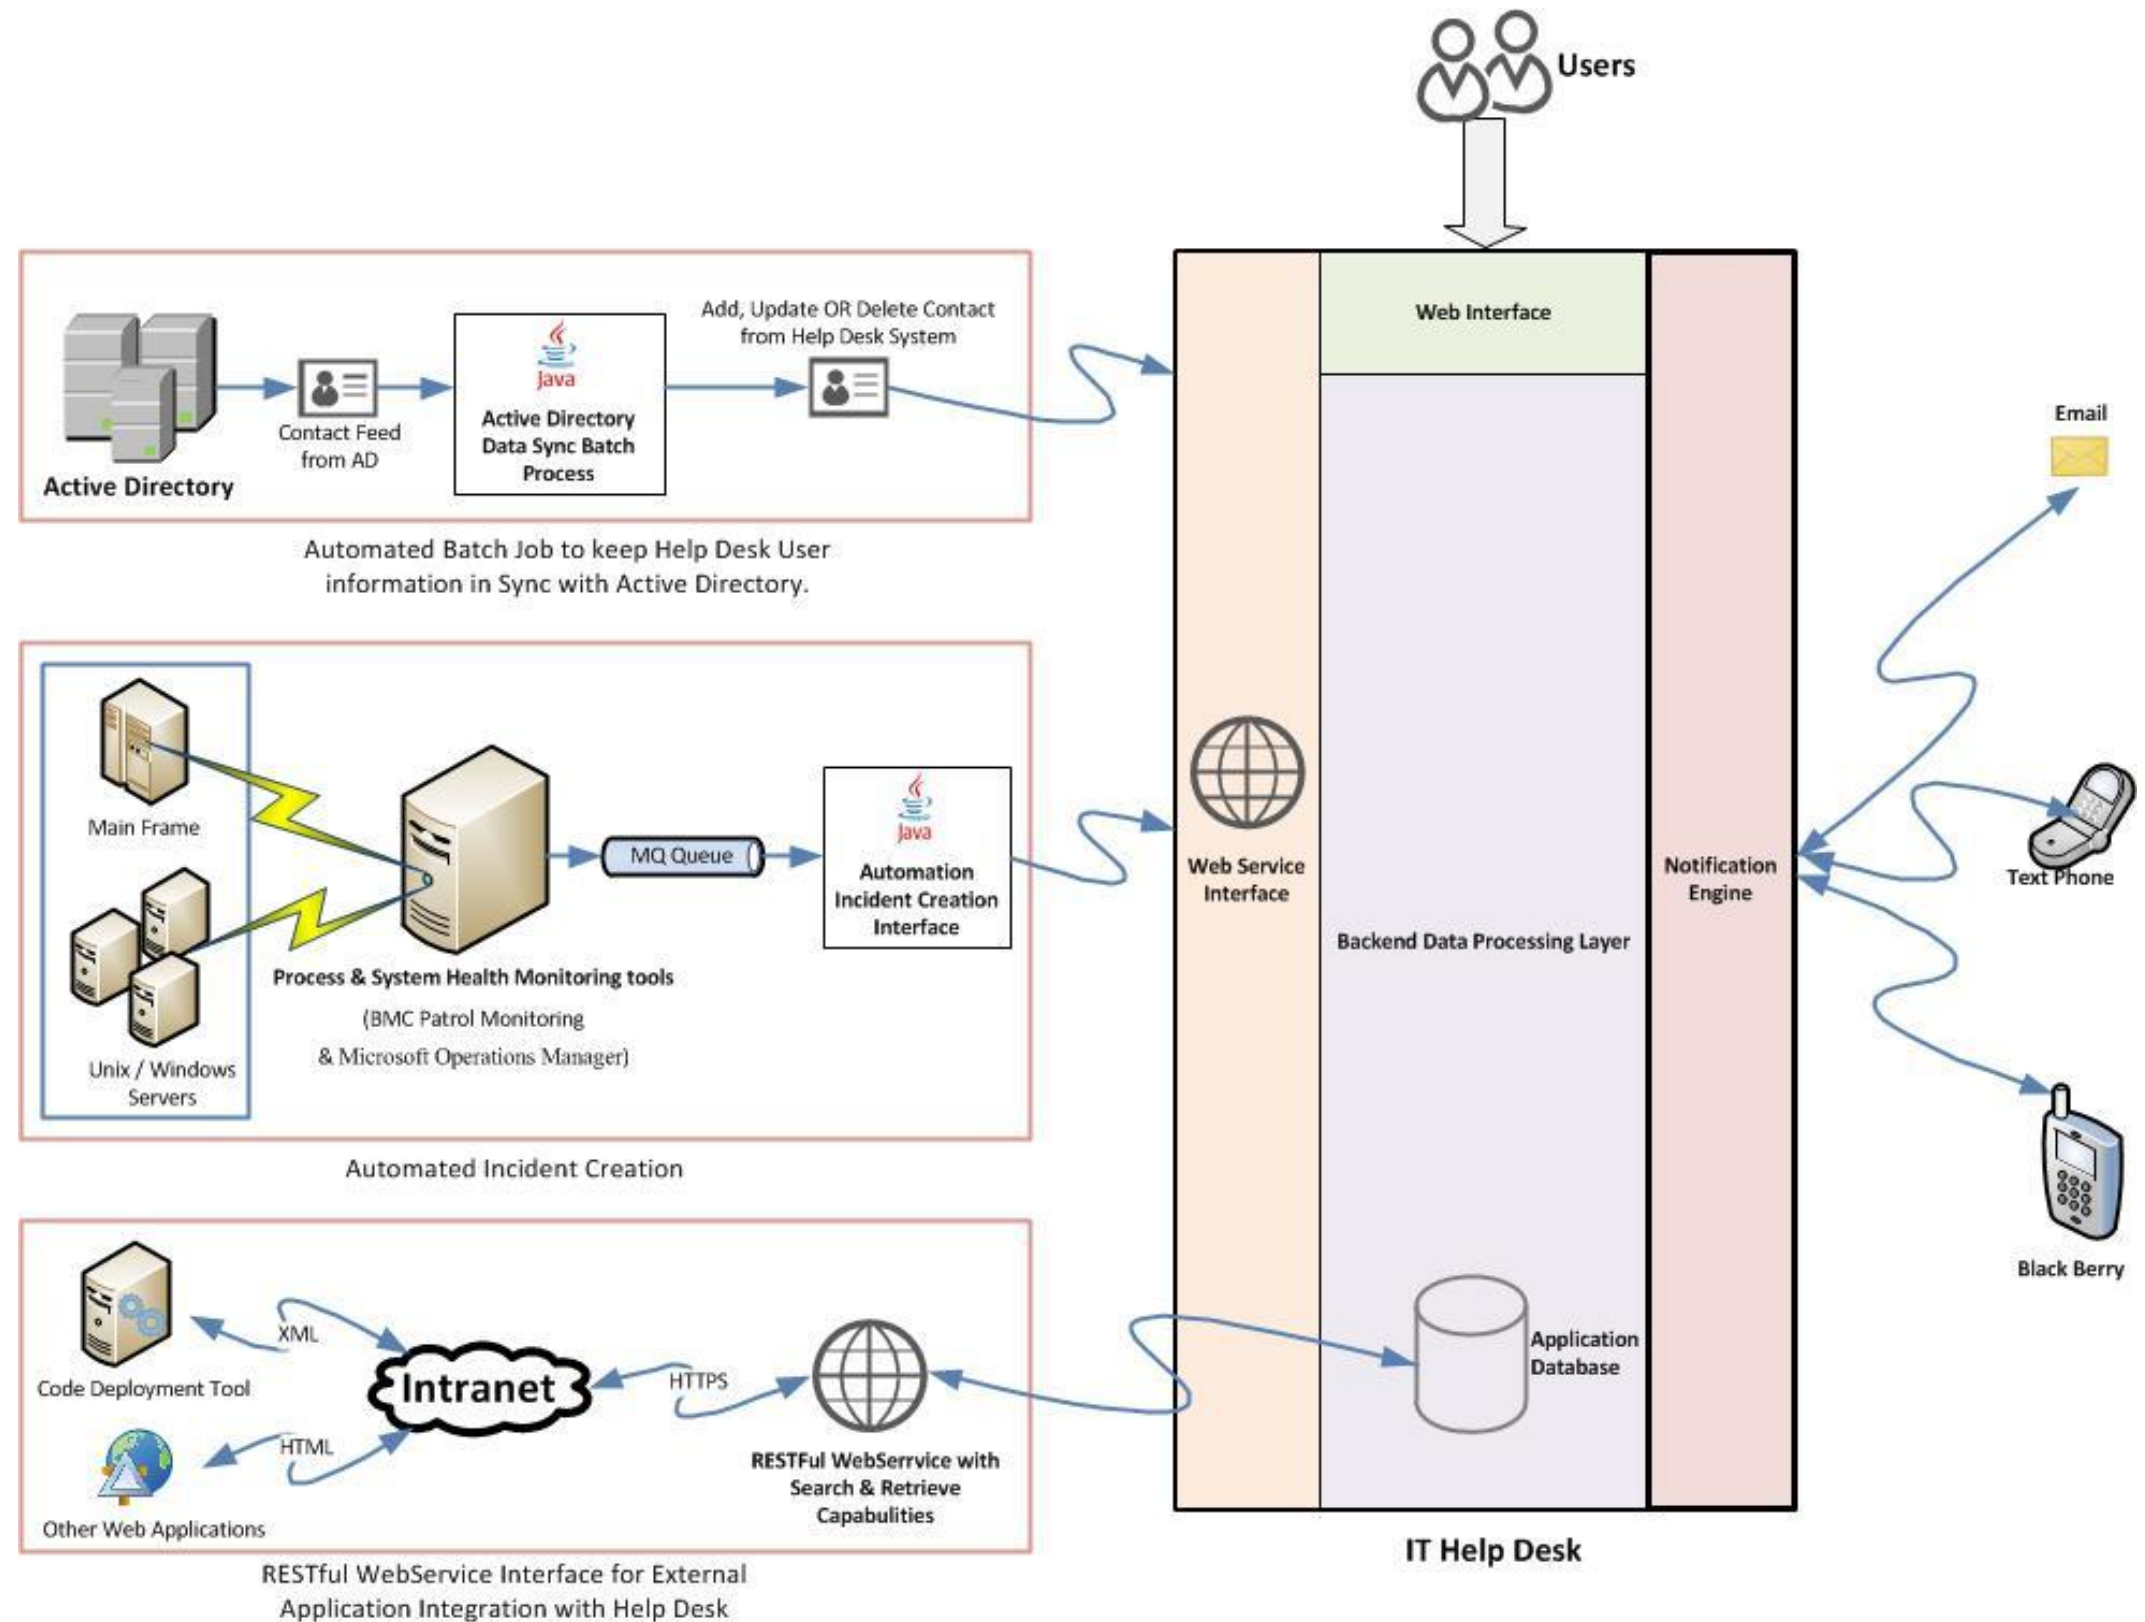 Users
Add, Update OR Delete Contact
from Help Desk System
Java
Active Directory
Data Sync Batch
Process
Contact Feed
from AD
Active Directory
Automated Batch Job to keep Help Desk User
information in Sync with Active Directory.
Main Frame
Unix / Windows
Servers
Process & System Health Monitoring tools
(BMC Patrol Monitoring
& Microsoft Operations Manager)
MQ Queue
Java
Automation
Incident Creation
Interface
Automated Incident Creation
Code Deployment Tool
XML
Other Web Applications
HTML
Intranet
HTTPS
RESTFul WebSerrvice with
Search & Retrieve
Capabulities
RESTful WebService Interface for External
Application Integration with Help Desk
Web Interface
Web Service
Interface
Backend Data Processing Layer
Application
Database
Notification
Engine
IT Help Desk
Email
Text Phone
Black Berry